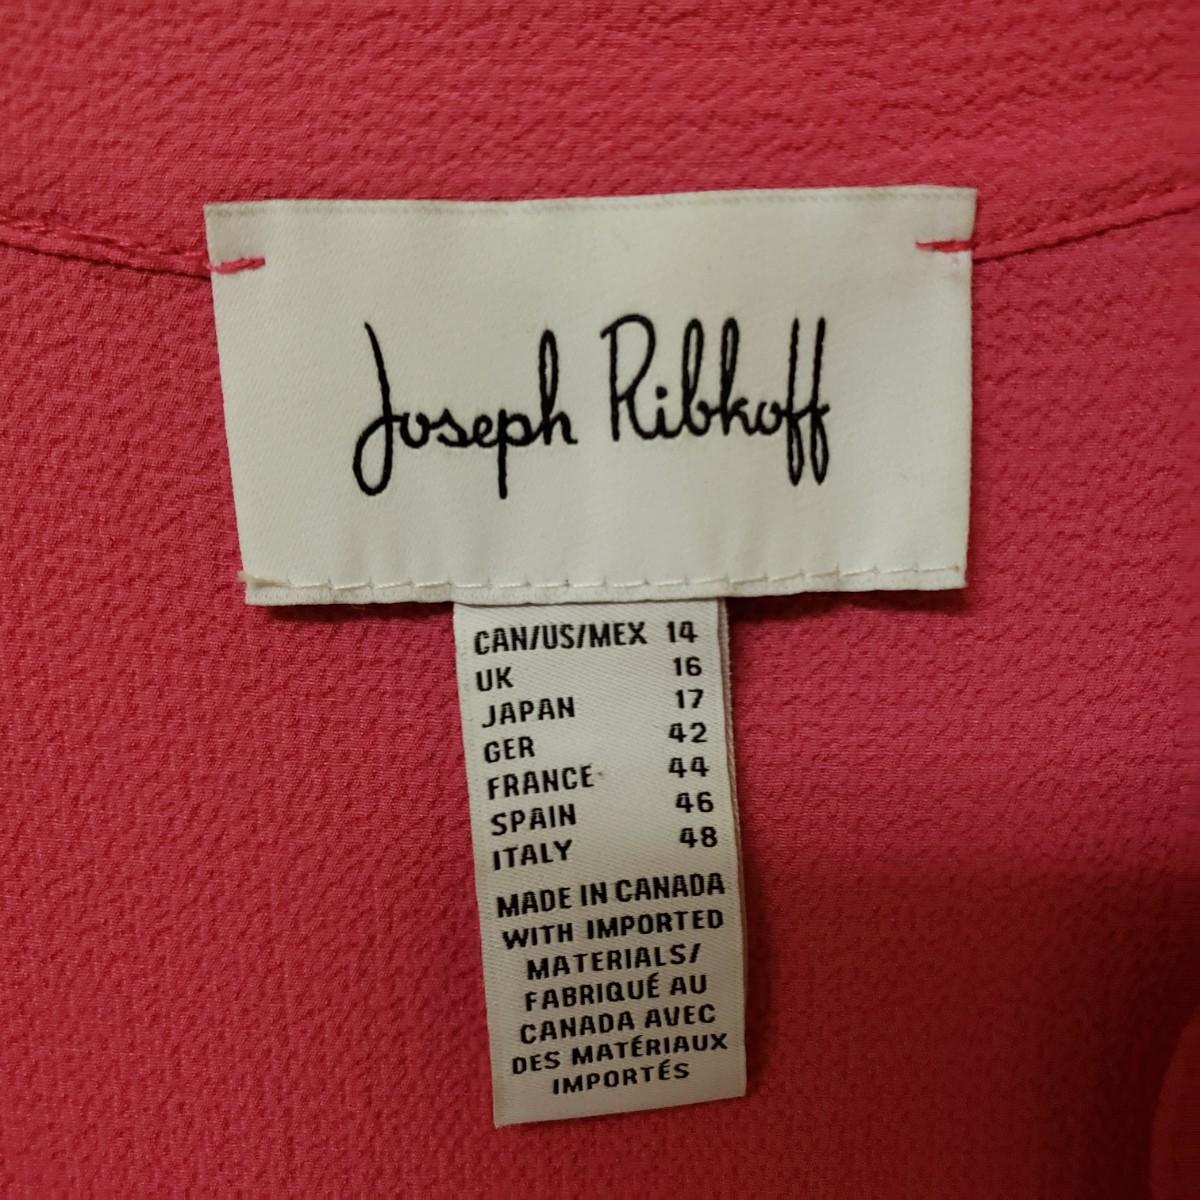 Joseph Ribkoff
CAN/US/MEX 14
UK 16
JAPAN 17
GER 42
FRANCE 44
SPAIN 46
ITALY 48
MADE IN CANADA
WITH IMPORTED
MATERIALS/
FABRIQUÉ AU
CANADA AVEC
DES MATÉRIAUX
IMPORTÉS